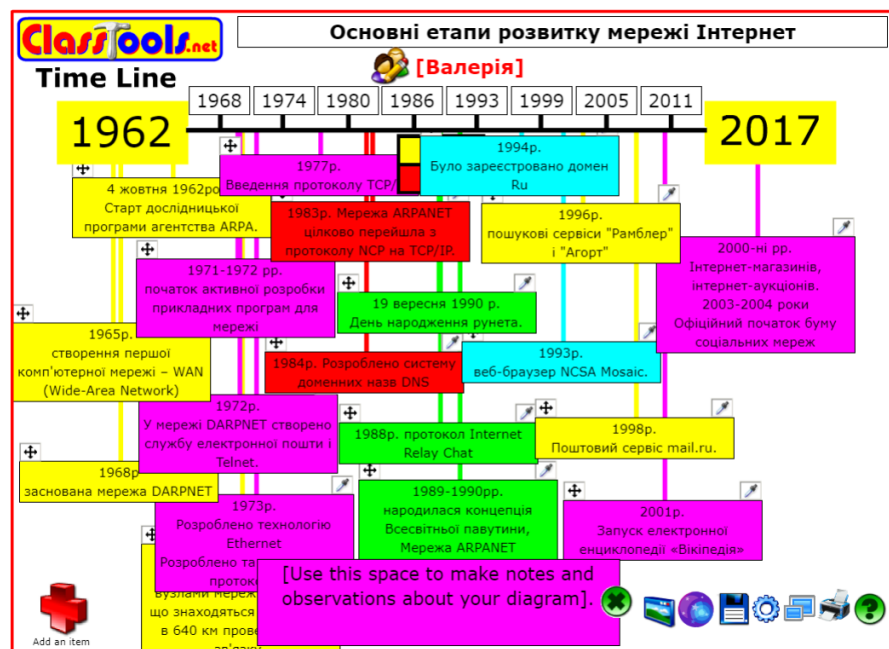 ClassTools.net
Time Line
Основні етапи розвитку мережі Інтернет
[Валерія]
1962
1968
1974
1980
1986
1993
1999
2005
2011
2017
4 жовтня 1962ро
Старт дослідницької
програми агентства ARPA.
1977р.
Введення протоколу TCP/
1994р.
Було зареєстровано домен
Ru
1983р. Мережа ARPANET
цілково перейшла з
протоколу NCP на TCP/IP.
1996р.
пошукові сервіси "Рамблер"
і "Агорт"
2000-ні рр.
Інтернет-магазинів,
інтернет-аукціонів.
2003-2004 роки
Офіційний початок буму
соціальних мереж
1971-1972 рр.
початок активної розробки
прикладних програм для
мережі
19 вересня 1990 р.
День народження рунета.
1965р.
створення першої
комп'ютерної мережі – WAN
(Wide-Area Network)
1984р. Розроблено систему
доменних назв DNS
1993р.
веб-браузер NCSA Mosaic.
1972р.
У мережі DARPNET створено
службу електронної пошти і
Telnet.
1988р. протокол Internet
Relay Chat
1998р.
Поштовий сервіс mail.ru.
1968р
заснована мережа DARPNET
1973р.
Розроблено технологію
Ethernet
Розроблено та
проток
1989-1990рр.
народилася концепція
Всесвітньої павутини,
Мережа ARPANET
2001р.
Запуск електронної
енциклопедії «Вікіпедія»
вузлами мереж
що знаходяться
в 640 км прове
[Use this space to make notes and
observations about your diagram].
Add an item